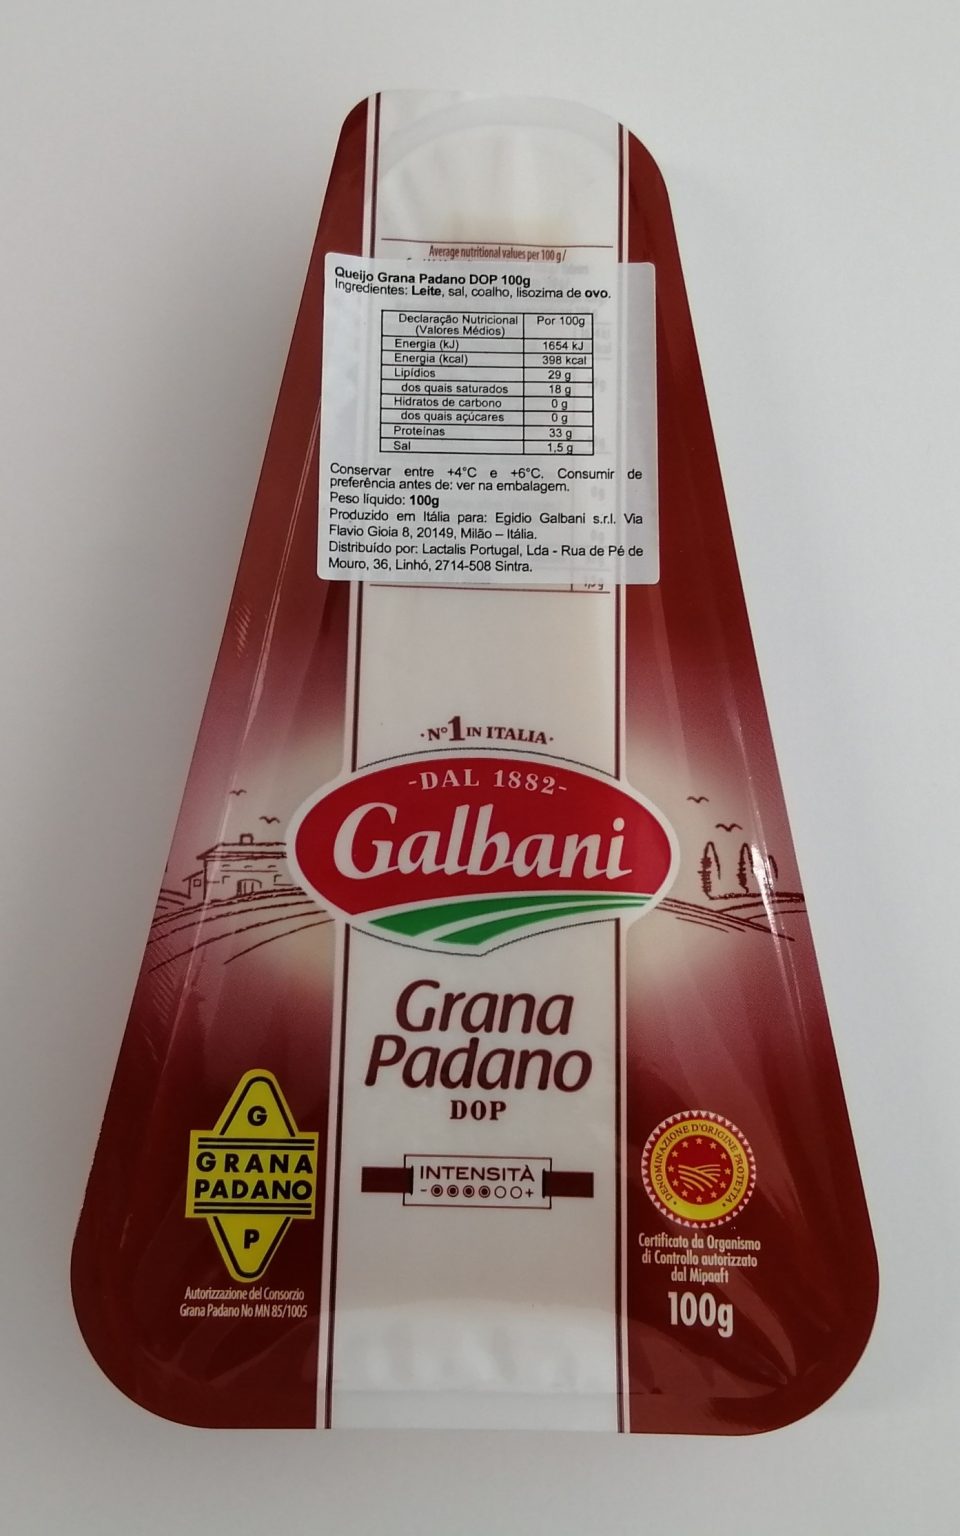 Average nutritional values per 100 g /
Queijo Grana Padano DOP 100g
Ingredientes: Leite, sal, coalho, lisozima de ovo.
Declaração Nutricional Por 100g
(Valores Médios)
Energia (kJ) 1654 kJ
Energia (kcal) 398 kcal
Lipídios 29 g
dos quais saturados 18 g
Hidratos de carbono 0 g
dos quais açúcares 0 g
Proteínas 33 g
Sal 1,5 g
Conservar entre +4°C e +6°C. Consumir de
preferência antes de: ver na embalagem.
Peso líquido: 100g
Produzido em Itália para: Egidio Galbani s.r.l. Via
Flavio Gioia 8, 20149, Milão – Itália.
Distribuído por: Lactalis Portugal, Lda - Rua de Pé de
Mouro, 36, Linhó, 2714-508 Sintra.
·N°1 IN ITALIA·
-DAL 1882-
Galbani
Grana
Padano
DOP
INTENSITÀ
- +
G
GRANA
PADANO
P
Autorizzazione del Consorzio
Grana Padano No MN 85/1005
DENOMINAZIONE D'ORIGINE PROTETTA
Certificato da Organismo
di Controllo autorizzato
dal Mipaaft
100g